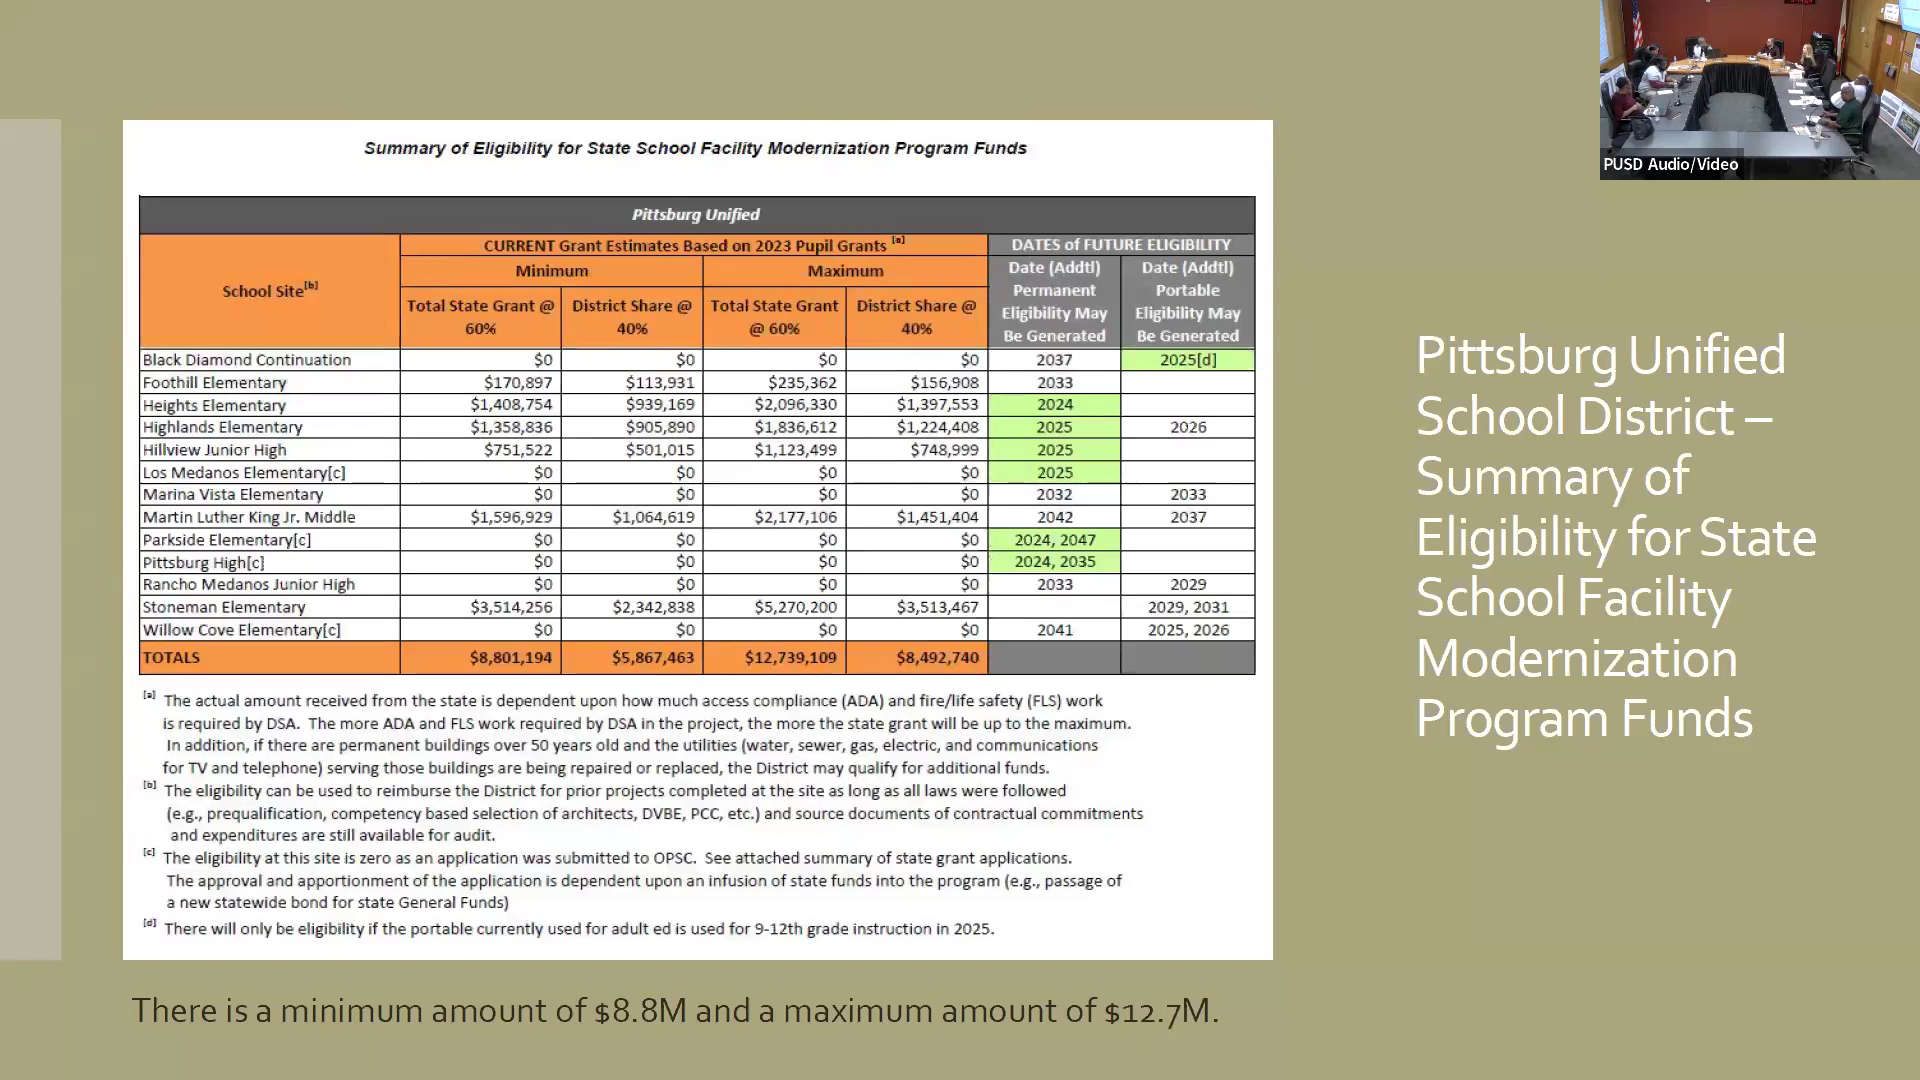 Summary of Eligibility for State School Facility Modernization Program Funds
Pittsburg Unified
School Site[b]
CURRENT Grant Estimates Based on 2023 Pupil Grants [a]
DATES of FUTURE ELIGIBILITY
Minimum
Maximum
Total State Grant @ 60%
District Share @ 40%
Total State Grant @ 60%
District Share @ 40%
Date (Addtl) Permanent Eligibility May Be Generated
Date (Addtl) Portable Eligibility May Be Generated
Black Diamond Continuation $0 $0 $0 $0 2037 2025[d]
Foothill Elementary $170,897 $113,931 $235,362 $156,908 2033
Heights Elementary $1,408,754 $939,169 $2,096,330 $1,397,553 2024
Highlands Elementary $1,358,836 $905,890 $1,836,612 $1,224,408 2025 2026
Hillview Junior High $751,522 $501,015 $1,123,499 $748,999 2025
Los Medanos Elementary[c] $0 $0 $0 $0 2025
Marina Vista Elementary $0 $0 $0 $0 2032 2033
Martin Luther King Jr. Middle $1,596,929 $1,064,619 $2,177,106 $1,451,404 2042 2037
Parkside Elementary[c] $0 $0 $0 $0 2024, 2047
Pittsburg High[c] $0 $0 $0 $0 2024, 2035
Rancho Medanos Junior High $0 $0 $0 $0 2033 2029
Stoneman Elementary $3,514,256 $2,342,838 $5,270,200 $3,513,467 2029, 2031
Willow Cove Elementary[c] $0 $0 $0 $0 2041 2025, 2026
TOTALS $8,801,194 $5,867,463 $12,739,109 $8,492,740
[a] The actual amount received from the state is dependent upon how much access compliance (ADA) and fire/life safety (FLS) work
is required by DSA. The more ADA and FLS work required by DSA in the project, the more the state grant will be up to the maximum.
In addition, if there are permanent buildings over 50 years old and the utilities (water, sewer, gas, electric, and communications
for TV and telephone) serving those buildings are being repaired or replaced, the District may qualify for additional funds.
[b] The eligibility can be used to reimburse the District for prior projects completed at the site as long as all laws were followed
(e.g., prequalification, competency based selection of architects, DVBE, PCC, etc.) and source documents of contractual commitments
and expenditures are still available for audit.
[c] The eligibility at this site is zero as an application was submitted to OPSC. See attached summary of state grant applications.
The approval and apportionment of the application is dependent upon an infusion of state funds into the program (e.g., passage of
a new statewide bond for state General Funds)
[d] There will only be eligibility if the portable currently used for adult ed is used for 9-12th grade instruction in 2025.
There is a minimum amount of $8.8M and a maximum amount of $12.7M.
Pittsburg Unified
School District –
Summary of
Eligibility for State
School Facility
Modernization
Program Funds
PUSD Audio/Video